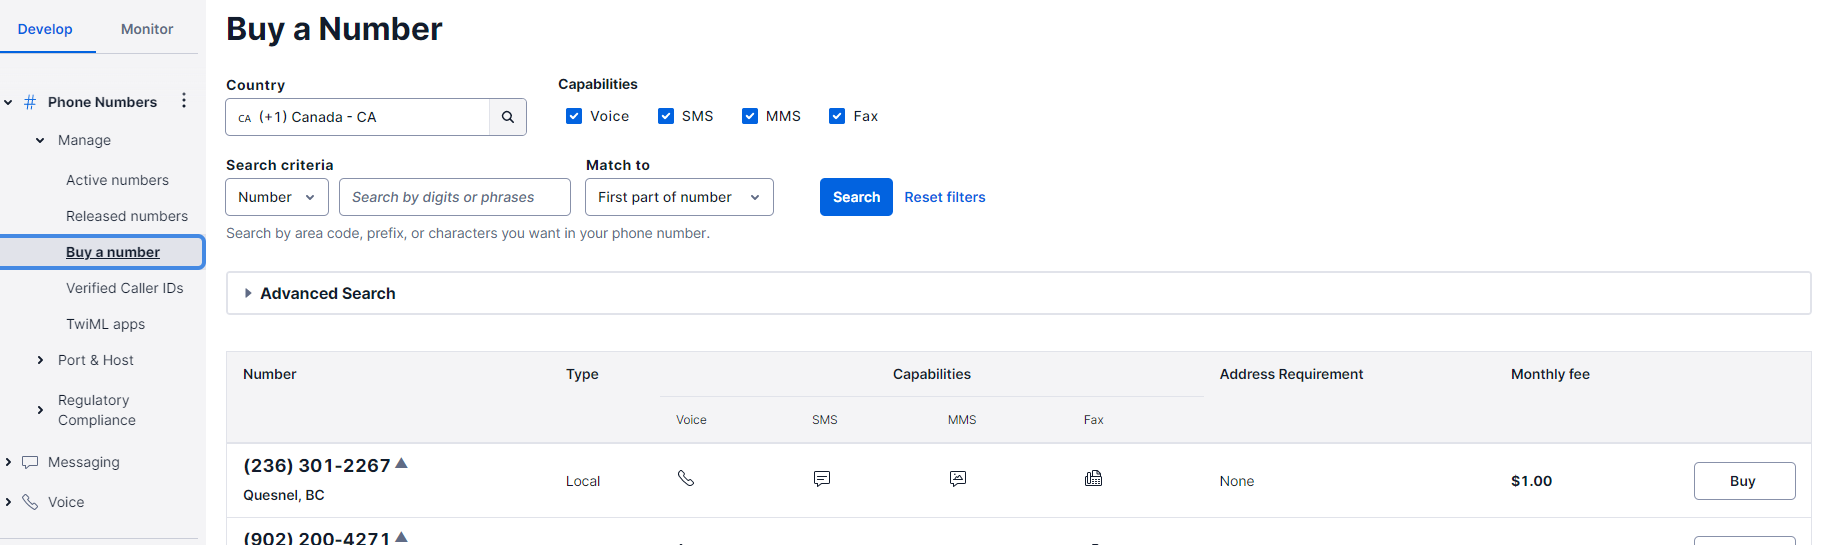 Develop
Monitor
Phone Numbers
Manage
Active numbers
Released numbers
Buy a number
Verified Caller IDs
TwiML apps
Port & Host
Regulatory
Compliance
Messaging
Voice
Buy a Number
Country
Capabilities
CA (+1) Canada - CA
Voice SMS MMS Fax
Search criteria
Match to
Number
Search by digits or phrases
First part of number
Search
Reset filters
Search by area code, prefix, or characters you want in your phone number.
Advanced Search
Number Type Capabilities Address Requirement Monthly fee
Voice SMS MMS Fax
(236) 301-2267
Quesnel, BC
Local None $1.00 Buy
(902) 200-4271